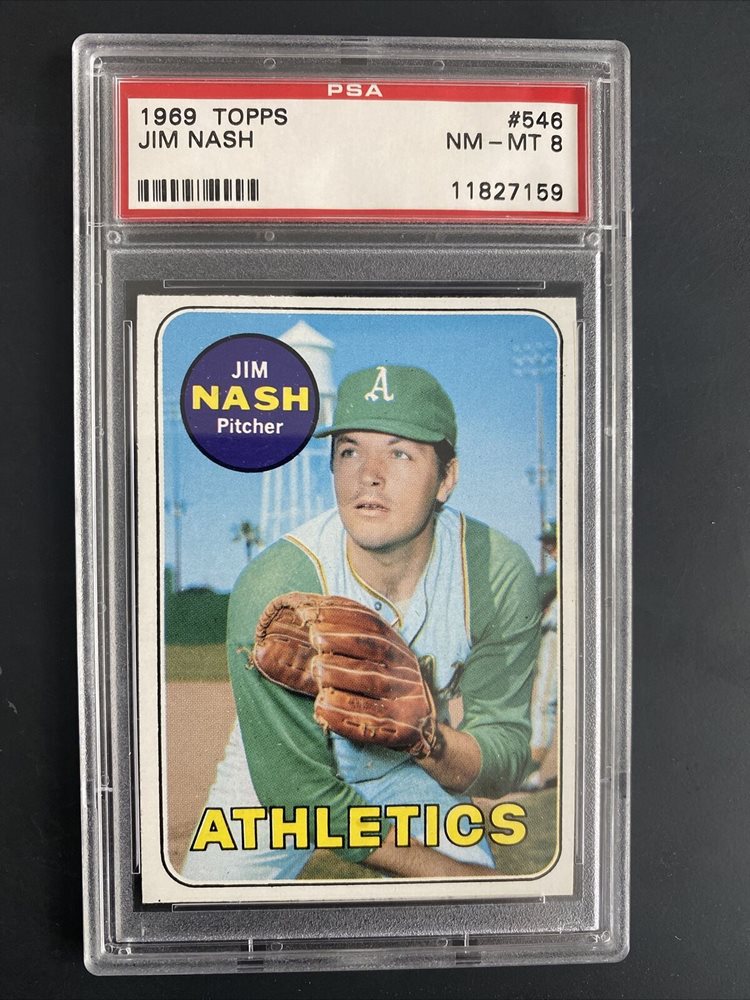 PSA
1969 TOPPS #546
JIM NASH NM-MT 8
11827159
JIM
NASH
Pitcher
A
A
ATHLETICS